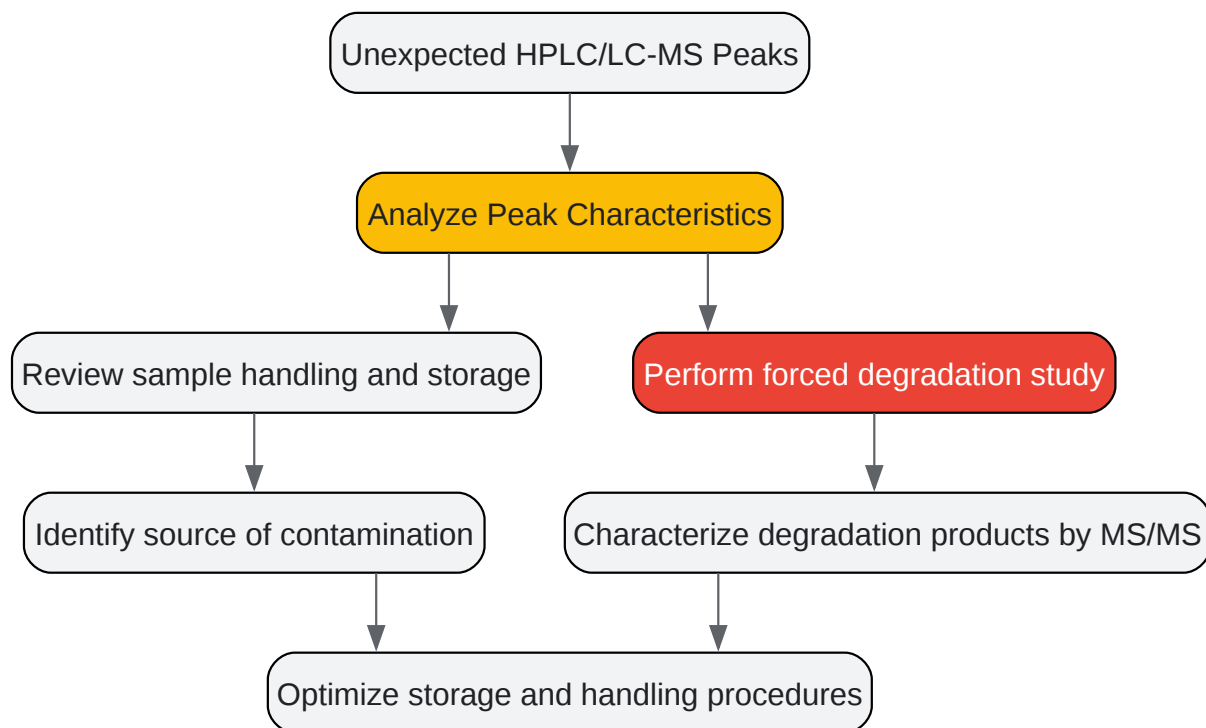 Unexpected HPLC/LC-MS Peaks
Analyze Peak Characteristics
Review sample handling and storage
Perform forced degradation study
Identify source of contamination
Characterize degradation products by MS/MS
Optimize storage and handling procedures